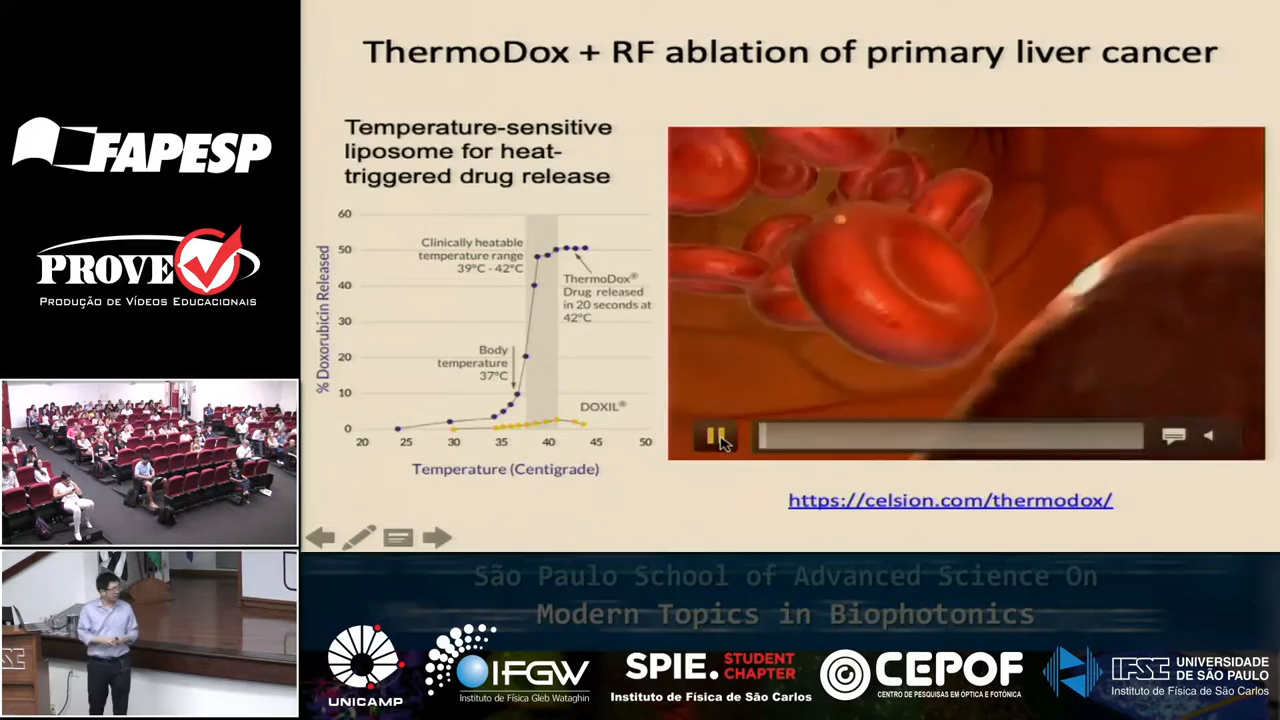 ThermoDox + RF ablation of primary liver cancer
FAPESP
PROVE
PRODUÇÃO DE VÍDEOS EDUCACIONAIS
Temperature-sensitive
liposome for heat-
triggered drug release
% Doxorubicin Released
60
50
40
30
20
10
0
20
30
35
40
45
50
Temperature (Centigrade)
Clinically heatable
temperature range
39°C - 42°C
ThermoDox®
Drug released
in 20 seconds at
42°C
Body
temperature
37°C
DOXIL®
https://celsion.com/thermodox/
São Paulo School of Advanced Science On
Modern Topics in Biophotonics
UNICAMP
IFGW
Instituto de Física Gleb Wataghin
SPIE. STUDENT
CHAPTER
Instituto de Física de São Carlos
CEPOF
CENTRO DE PESQUISAS EM ÓPTICA E FOTÔNICA
IFSC UNIVERSIDADE
DE SÃO PAULO
Instituto de Física de São Carlos